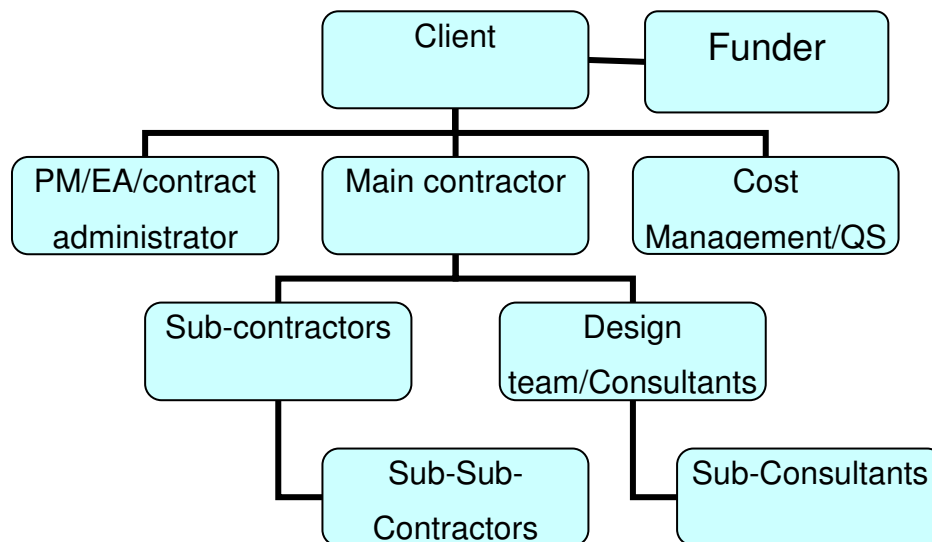 Client
Funder
PM/EA/contract
administrator
Main contractor
Cost
Management/QS
Sub-contractors
Design
team/Consultants
Sub-Sub-
Contractors
Sub-Consultants